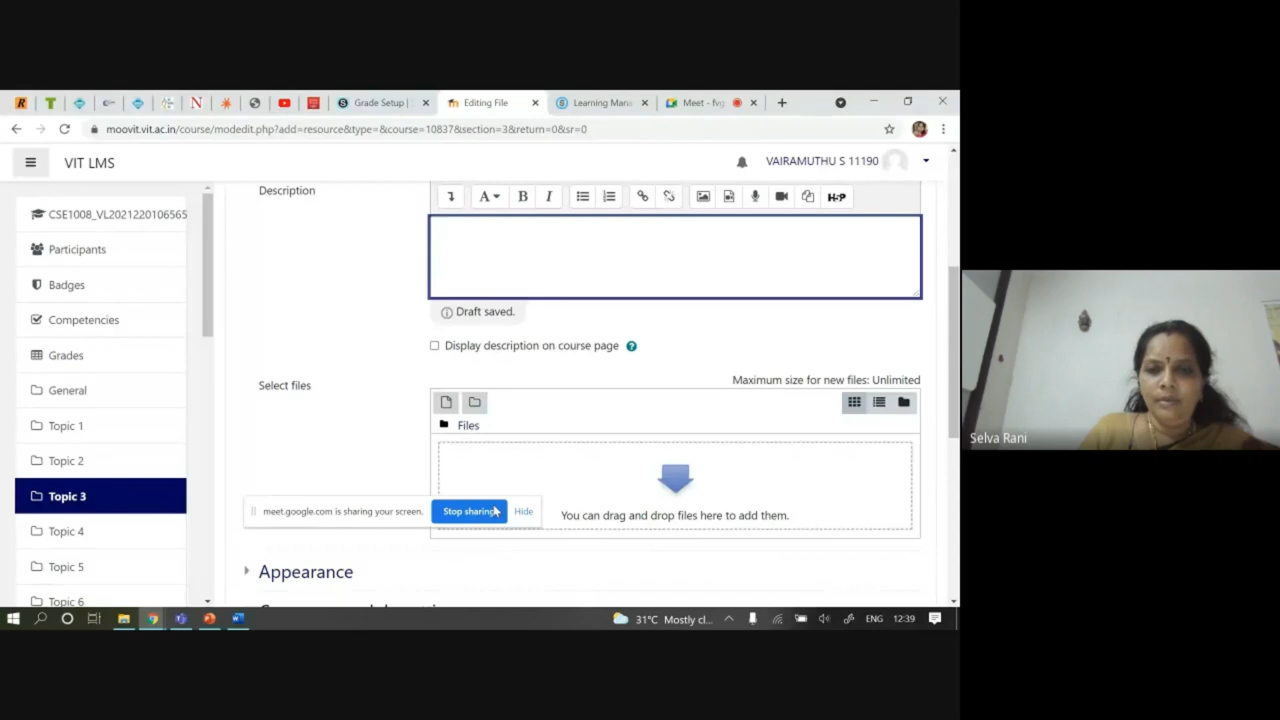 Grade Setup |
Editing File
Learning Man
Meet - fvg
moovit.vit.ac.in/course/modedit.php?add=resource&type=&course=10837&section=3&return=0&sr=0
VIT LMS
VAIRAMUTHU S 11190
CSE1008_VL2021220106565
Participants
Badges
Competencies
Grades
General
Topic 1
Topic 2
Topic 3
Topic 4
Topic 5
Topic 6
Description
A B I
H5P
Draft saved.
Display description on course page
Select files
Maximum size for new files: Unlimited
Files
You can drag and drop files here to add them.
meet.google.com is sharing your screen.
Stop sharing
Hide
Appearance
Selva Rani
31°C Mostly cl...
ENG
12:39